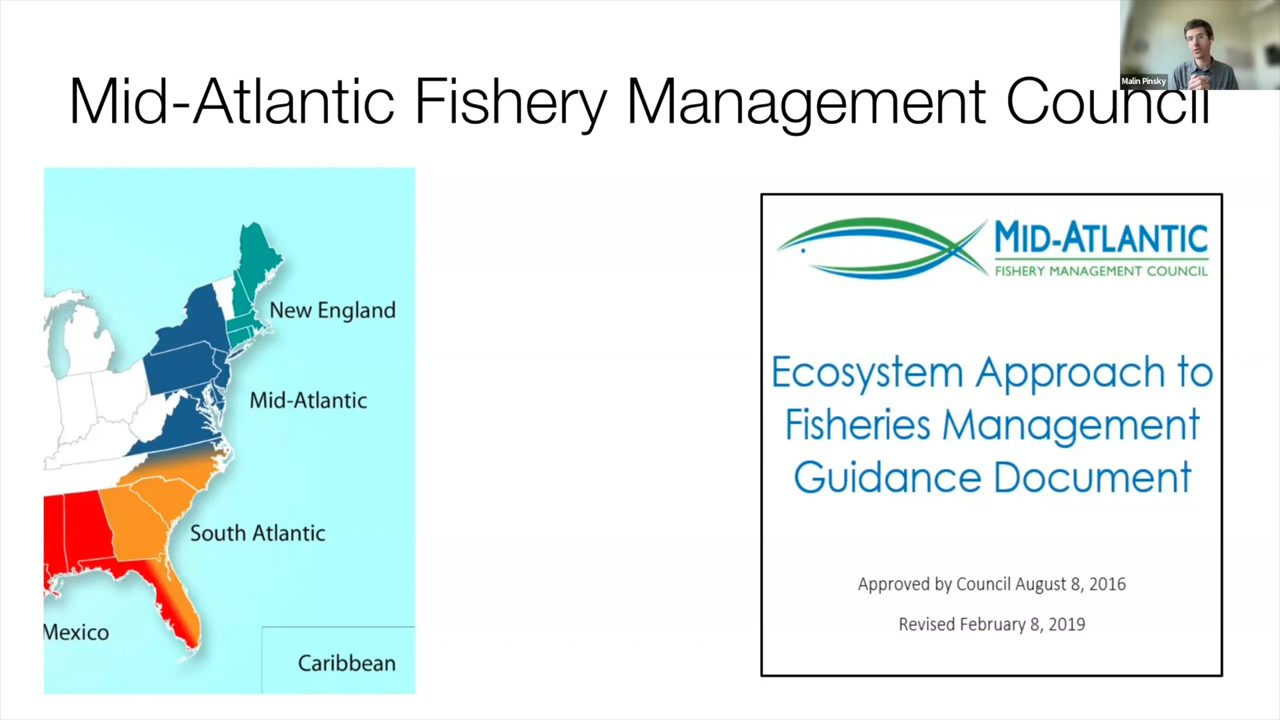 Malin Pinsky
Mid-Atlantic Fishery Management Council
New England
Mid-Atlantic
South Atlantic
Mexico
Caribbean
MID-ATLANTIC
FISHERY MANAGEMENT COUNCIL
Ecosystem Approach to
Fisheries Management
Guidance Document
Approved by Council August 8, 2016
Revised February 8, 2019